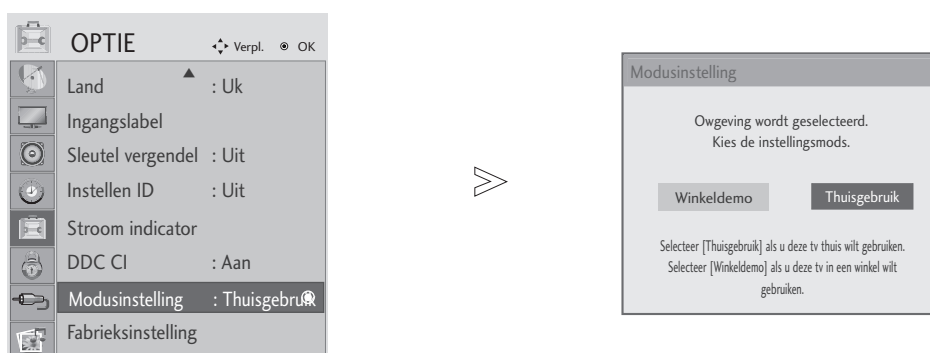 OPTIE
Verpl. OK
Land : Uk
Ingangslabel
Sleutel vergendel : Uit
Instellen ID : Uit
Stroom indicator
DDC CI : Aan
Modusinstelling : Thuisgebruik
Fabrieksinstelling
Modusinstelling
Owgeving wordt geselecteerd.
Kies de instellingsmods.
Winkeldemo Thuisgebruik
Selecteer [Thuisgebruik] als u deze tv thuis wilt gebruiken.
Selecteer [Winkeldemo] als u deze tv in een winkel wilt
gebruiken.